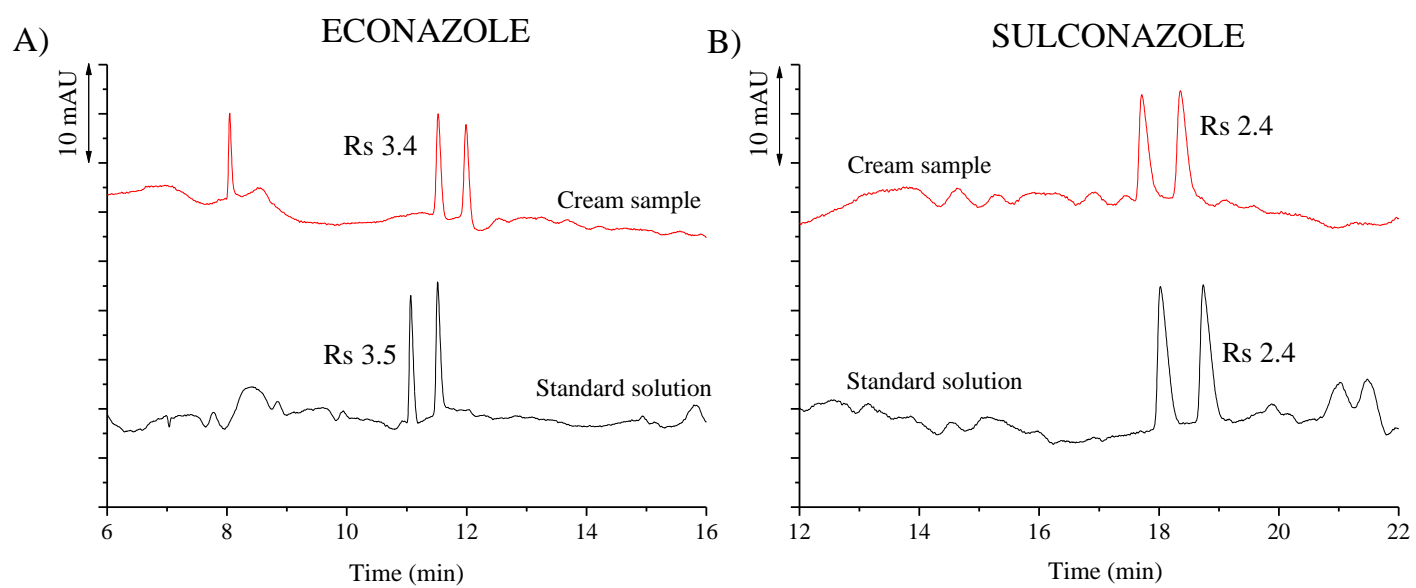 A)
ECONAZOLE
10 mAU
Rs 3.4
Cream sample
Rs 3.5
Standard solution
6 8 10 12 14 16
Time (min)
B)
SULCONAZOLE
10 mAU
Rs 2.4
Cream sample
Rs 2.4
Standard solution
12 14 16 18 20 22
Time (min)